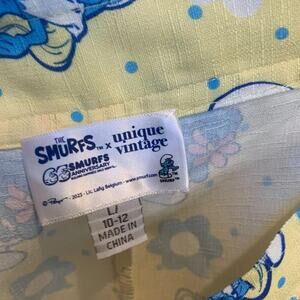 THE
SMURFS x unique
vintage
65 SMURFS
ANNIVERSARY
Peyo - 2023 - Lic. Lafig Belgium - www.smurf.com
L/
10-12
MADE IN
CHINA